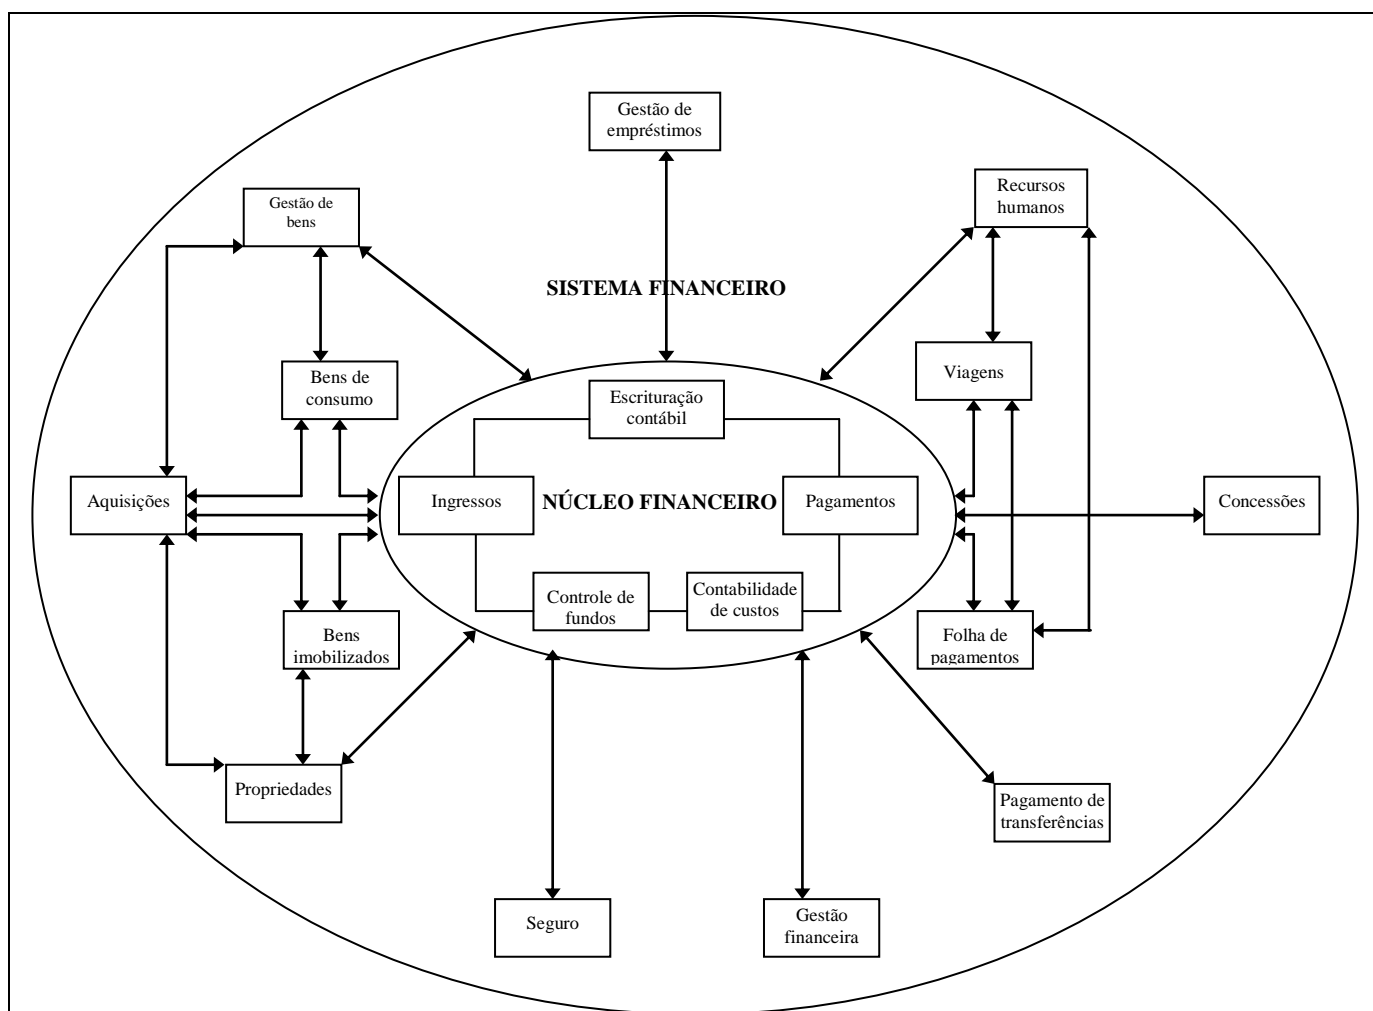 Gestão de
empréstimos
Recursos
humanos
Gestão de
bens
SISTEMA FINANCEIRO
Bens de
consumo
Viagens
Escrituração
contábil
Aquisições
Ingressos
NÚCLEO FINANCEIRO
Pagamentos
Concessões
Controle de
fundos
Contabilidade
de custos
Bens
imobilizados
Folha de
pagamentos
Propriedades
Pagamento de
transferências
Seguro
Gestão
financeira